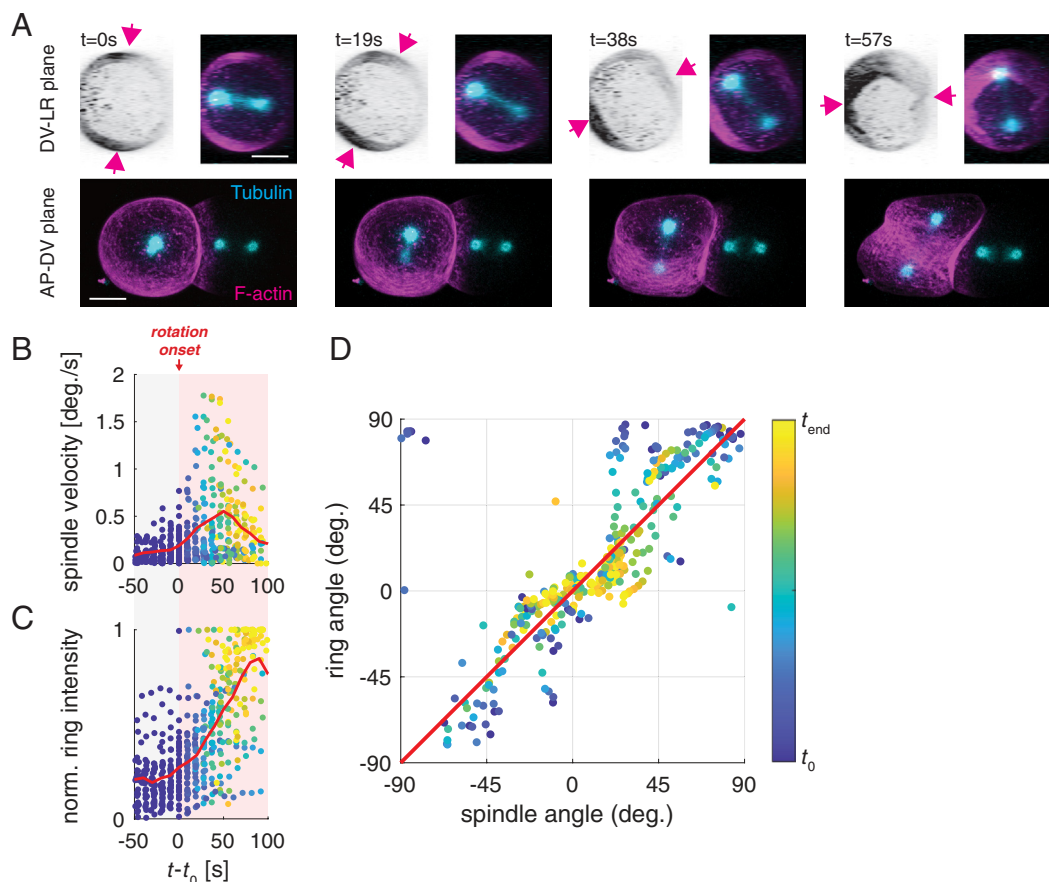 A
DV-LR plane
t=0s
t=19s
t=38s
t=57s
AP-DV plane
Tubulin
F-actin
B
rotation
onset
spindle velocity [deg./s]
2
1.5
1
0.5
0
-50
0
50
100
C
norm. ring intensity
1
0
-50
0
50
100
t-t0 [s]
D
ring angle (deg.)
90
45
0
-45
-90
-90
-45
0
45
90
spindle angle (deg.)
tend
t0